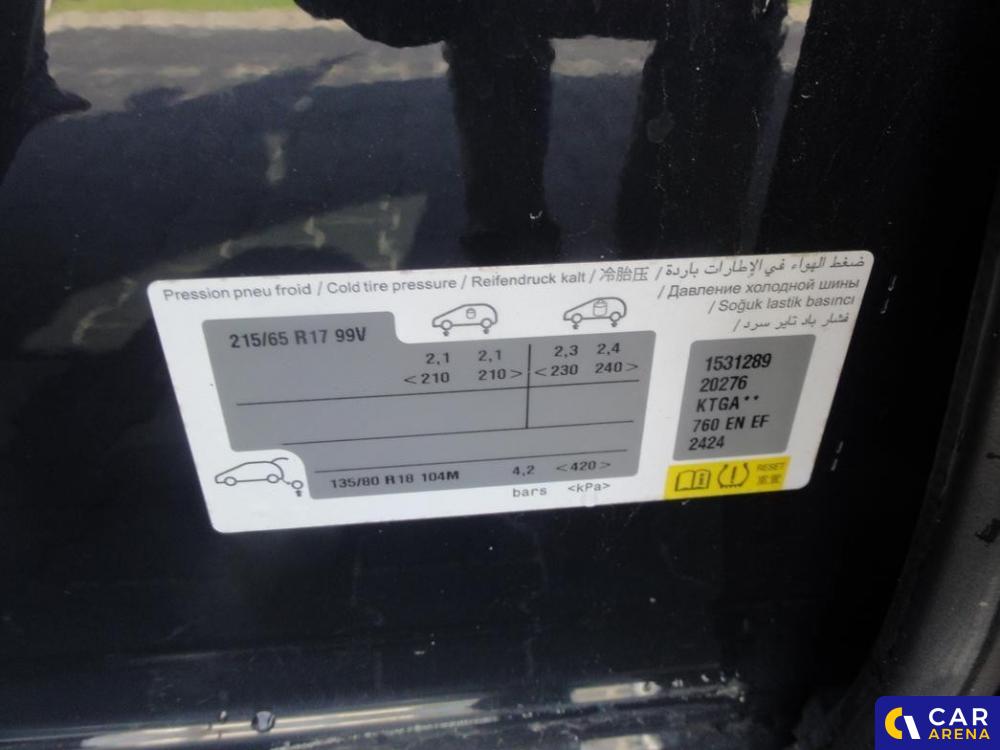 Pression pneu froid / Cold tire pressure / Reifendruck kalt / 冷胎压 / ضغط الهواء في الإطارات باردة
/ Давление холодной шины
/ Soğuk lastik basıncı
/ فشار باد تایر سرد
215/65 R17 99V
2,1 2,1 2,3 2,4
<210 210> <230 240>
135/80 R18 104M 4,2 <420>
bars <kPa>
1531289
20276
KTGA**
760 EN EF
2424
RESET
重置
CAR
ARENA